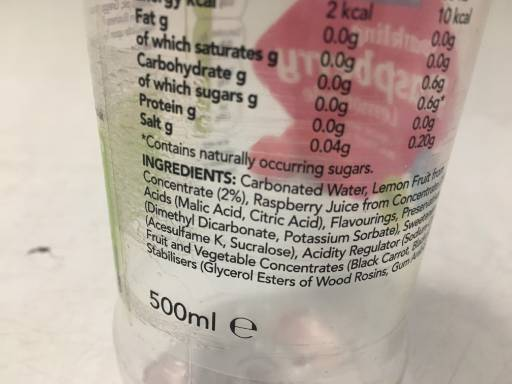 kcal 2 kcal 10 kcal
Fat g 0.0g 0.0g
of which saturates g 0.0g 0.0g
Carbohydrate g 0.0g 0.6g
of which sugars g 0.0g 0.6g*
Protein g 0.0g 0.0g
Salt g 0.04g 0.20g
*Contains naturally occurring sugars.
INGREDIENTS: Carbonated Water, Lemon Fruit from
Concentrate (2%), Raspberry Juice from Concentrate
Acids (Malic Acid, Citric Acid), Flavourings,
(Dimethyl Dicarbonate, Potassium Sorbate),
(Acesulfame K, Sucralose), Acidity Regulator
Fruit and Vegetable Concentrates (Black Carrot,
Stabilisers (Glycerol Esters of Wood Rosins, Gum
500ml e